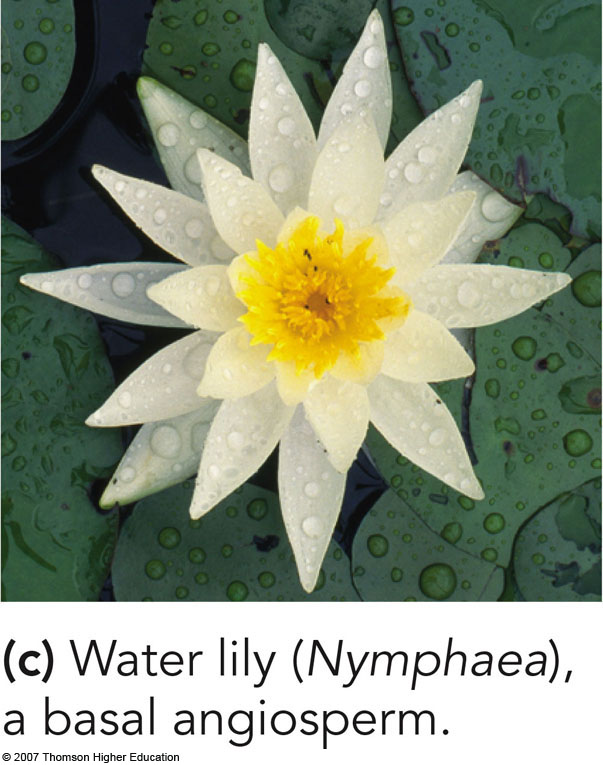 (c) Water lily (Nymphaea),
a basal angiosperm.
© 2007 Thomson Higher Education